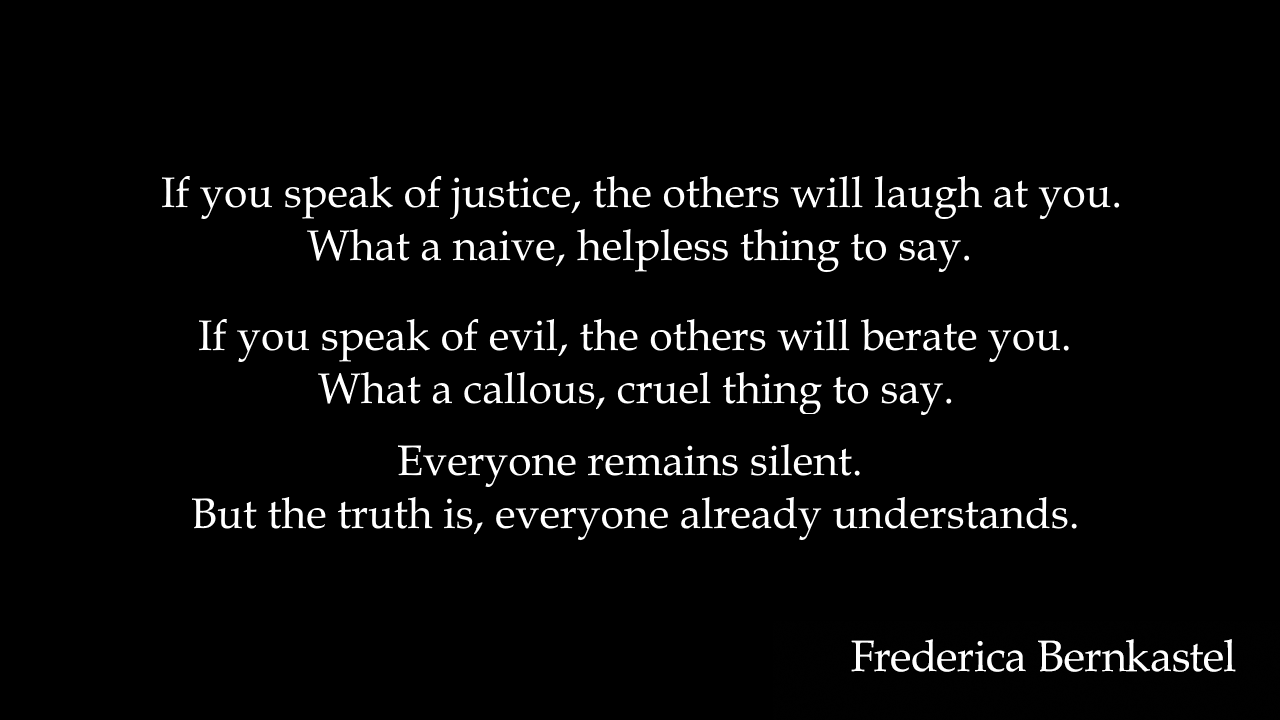 If you speak of justice, the others will laugh at you.
What a naive, helpless thing to say.
If you speak of evil, the others will berate you.
What a callous, cruel thing to say.
Everyone remains silent.
But the truth is, everyone already understands.
Frederica Bernkastel